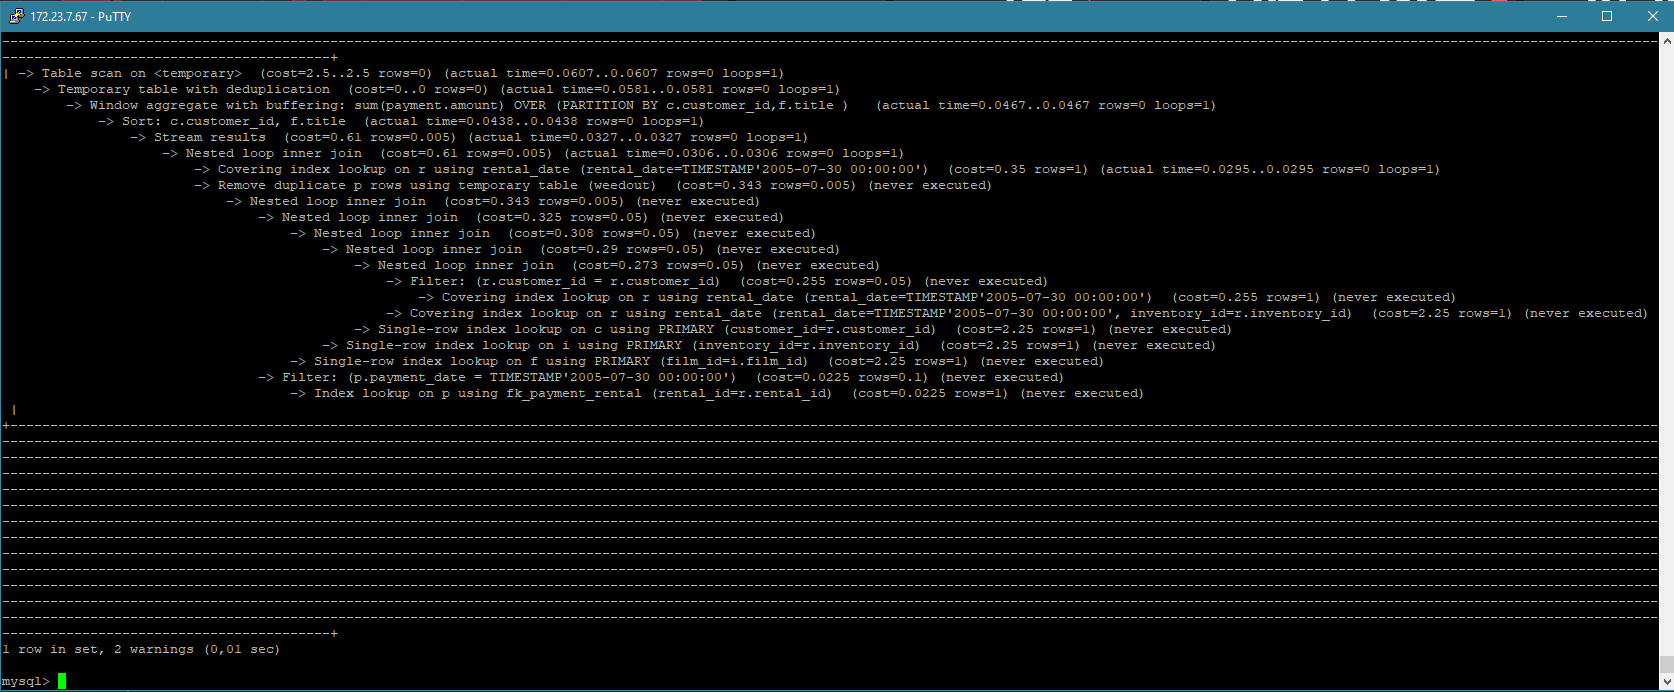 172.23.7.67 - PuTTY
----------------------------------------------------------------------------------------------------------------------------------------------------------------------------------------------------------------
-----------------------------------------+
| -> Table scan on <temporary>  (cost=2.5..2.5 rows=0) (actual time=0.0607..0.0607 rows=0 loops=1)
    -> Temporary table with deduplication  (cost=0..0 rows=0) (actual time=0.0581..0.0581 rows=0 loops=1)
        -> Window aggregate with buffering: sum(payment.amount) OVER (PARTITION BY c.customer_id,f.title )   (actual time=0.0467..0.0467 rows=0 loops=1)
            -> Sort: c.customer_id, f.title  (actual time=0.0438..0.0438 rows=0 loops=1)
                -> Stream results  (cost=0.61 rows=0.005) (actual time=0.0327..0.0327 rows=0 loops=1)
                    -> Nested loop inner join  (cost=0.61 rows=0.005) (actual time=0.0306..0.0306 rows=0 loops=1)
                        -> Covering index lookup on r using rental_date (rental_date=TIMESTAMP'2005-07-30 00:00:00')  (cost=0.35 rows=1) (actual time=0.0295..0.0295 rows=0 loops=1)
                        -> Remove duplicate p rows using temporary table (weedout)  (cost=0.343 rows=0.005) (never executed)
                            -> Nested loop inner join  (cost=0.343 rows=0.005) (never executed)
                                -> Nested loop inner join  (cost=0.325 rows=0.05) (never executed)
                                    -> Nested loop inner join  (cost=0.308 rows=0.05) (never executed)
                                        -> Nested loop inner join  (cost=0.29 rows=0.05) (never executed)
                                            -> Nested loop inner join  (cost=0.273 rows=0.05) (never executed)
                                                -> Filter: (r.customer_id = r.customer_id)  (cost=0.255 rows=0.05) (never executed)
                                                    -> Covering index lookup on r using rental_date (rental_date=TIMESTAMP'2005-07-30 00:00:00')  (cost=0.255 rows=1) (never executed)
                                                -> Covering index lookup on r using rental_date (rental_date=TIMESTAMP'2005-07-30 00:00:00', inventory_id=r.inventory_id)  (cost=2.25 rows=1) (never executed)
                                            -> Single-row index lookup on c using PRIMARY (customer_id=r.customer_id)  (cost=2.25 rows=1) (never executed)
                                        -> Single-row index lookup on i using PRIMARY (inventory_id=r.inventory_id)  (cost=2.25 rows=1) (never executed)
                                    -> Single-row index lookup on f using PRIMARY (film_id=i.film_id)  (cost=2.25 rows=1) (never executed)
                                -> Filter: (p.payment_date = TIMESTAMP'2005-07-30 00:00:00')  (cost=0.0225 rows=0.1) (never executed)
                                    -> Index lookup on p using fk_payment_rental (rental_id=r.rental_id)  (cost=0.0225 rows=1) (never executed)
 |
+---------------------------------------------------------------------------------------------------------------------------------------------------------------------------------------------------------------
-----------------------------------------+
1 row in set, 2 warnings (0,01 sec)
mysql>